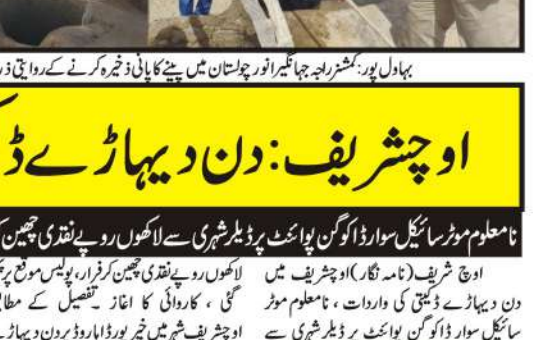 بہاول پور: کمشنر راجہ جہانگیر انور چولستان میں پینے کا پانی ذخیرہ کرنے کے روایتی
اوچشریف: دن دیہاڑے
نامعلوم موٹر سائیکل سوار ڈاکو گن پوائنٹ پر ڈیلر شہری سے لاکھوں روپے نقدی چھین
اوچ شریف (نامہ نگار) اوچشریف میں
دن دیہاڑے ڈکیتی کی واردات ، نامعلوم موٹر
سائیکل سوار ڈاکو گن پوائنٹ پر ڈیلر شہری سے
لاکھوں روپے نقدی چھین کر فرار، پولیس موقع پر
گئی ، کاروائی کا اغاز ۔تفصیل کے
اوچشریف شہر میں خیر پور ڈاہا روڈ پر دن دیہاڑے